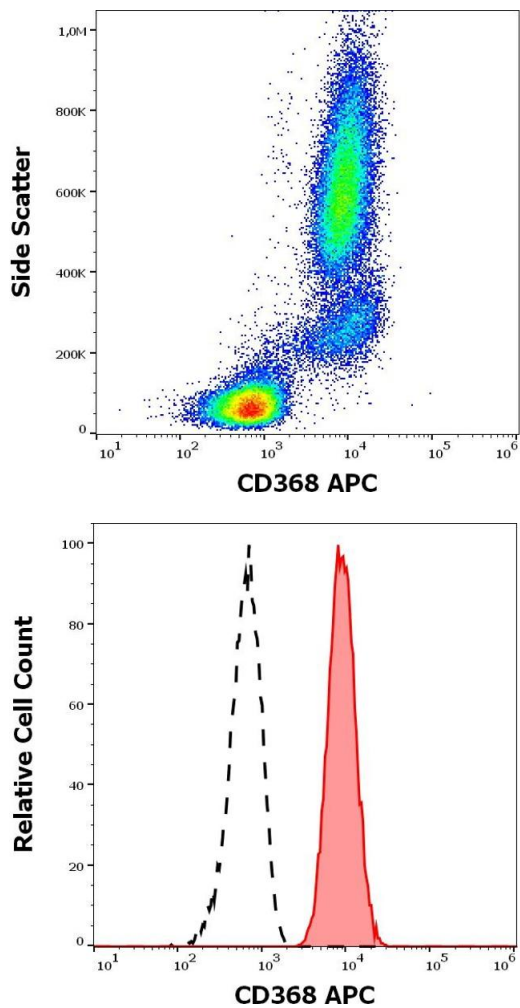 1,0M
800K
Side Scatter
600K
400K
200K
0
10¹ 10² 10³ 10⁴ 10⁵ 10⁶
CD368 APC
100
80
Relative Cell Count
60
40
20
0
10¹ 10² 10³ 10⁴ 10⁵ 10⁶
CD368 APC